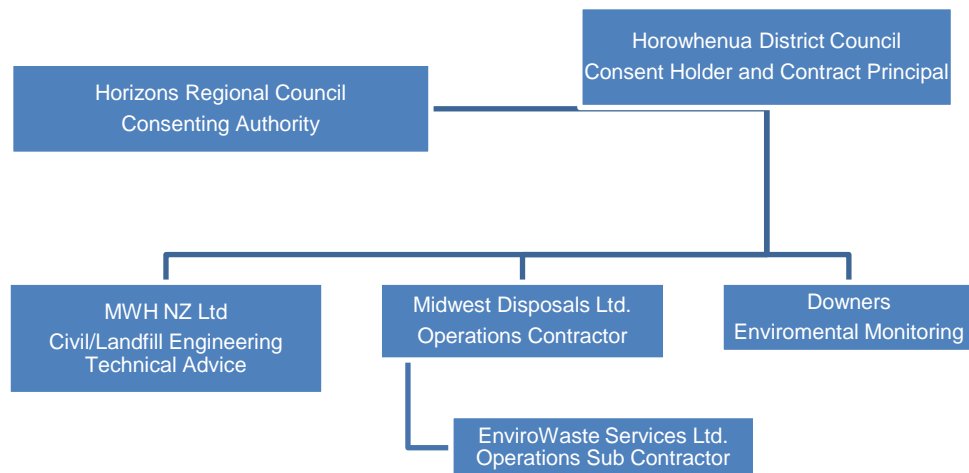 Horowhenua District Council
Consent Holder and Contract Principal
Horizons Regional Council
Consenting Authority
MWH NZ Ltd
Civil/Landfill Engineering
Technical Advice
Midwest Disposals Ltd.
Operations Contractor
Downers
Enviromental Monitoring
EnviroWaste Services Ltd.
Operations Sub Contractor